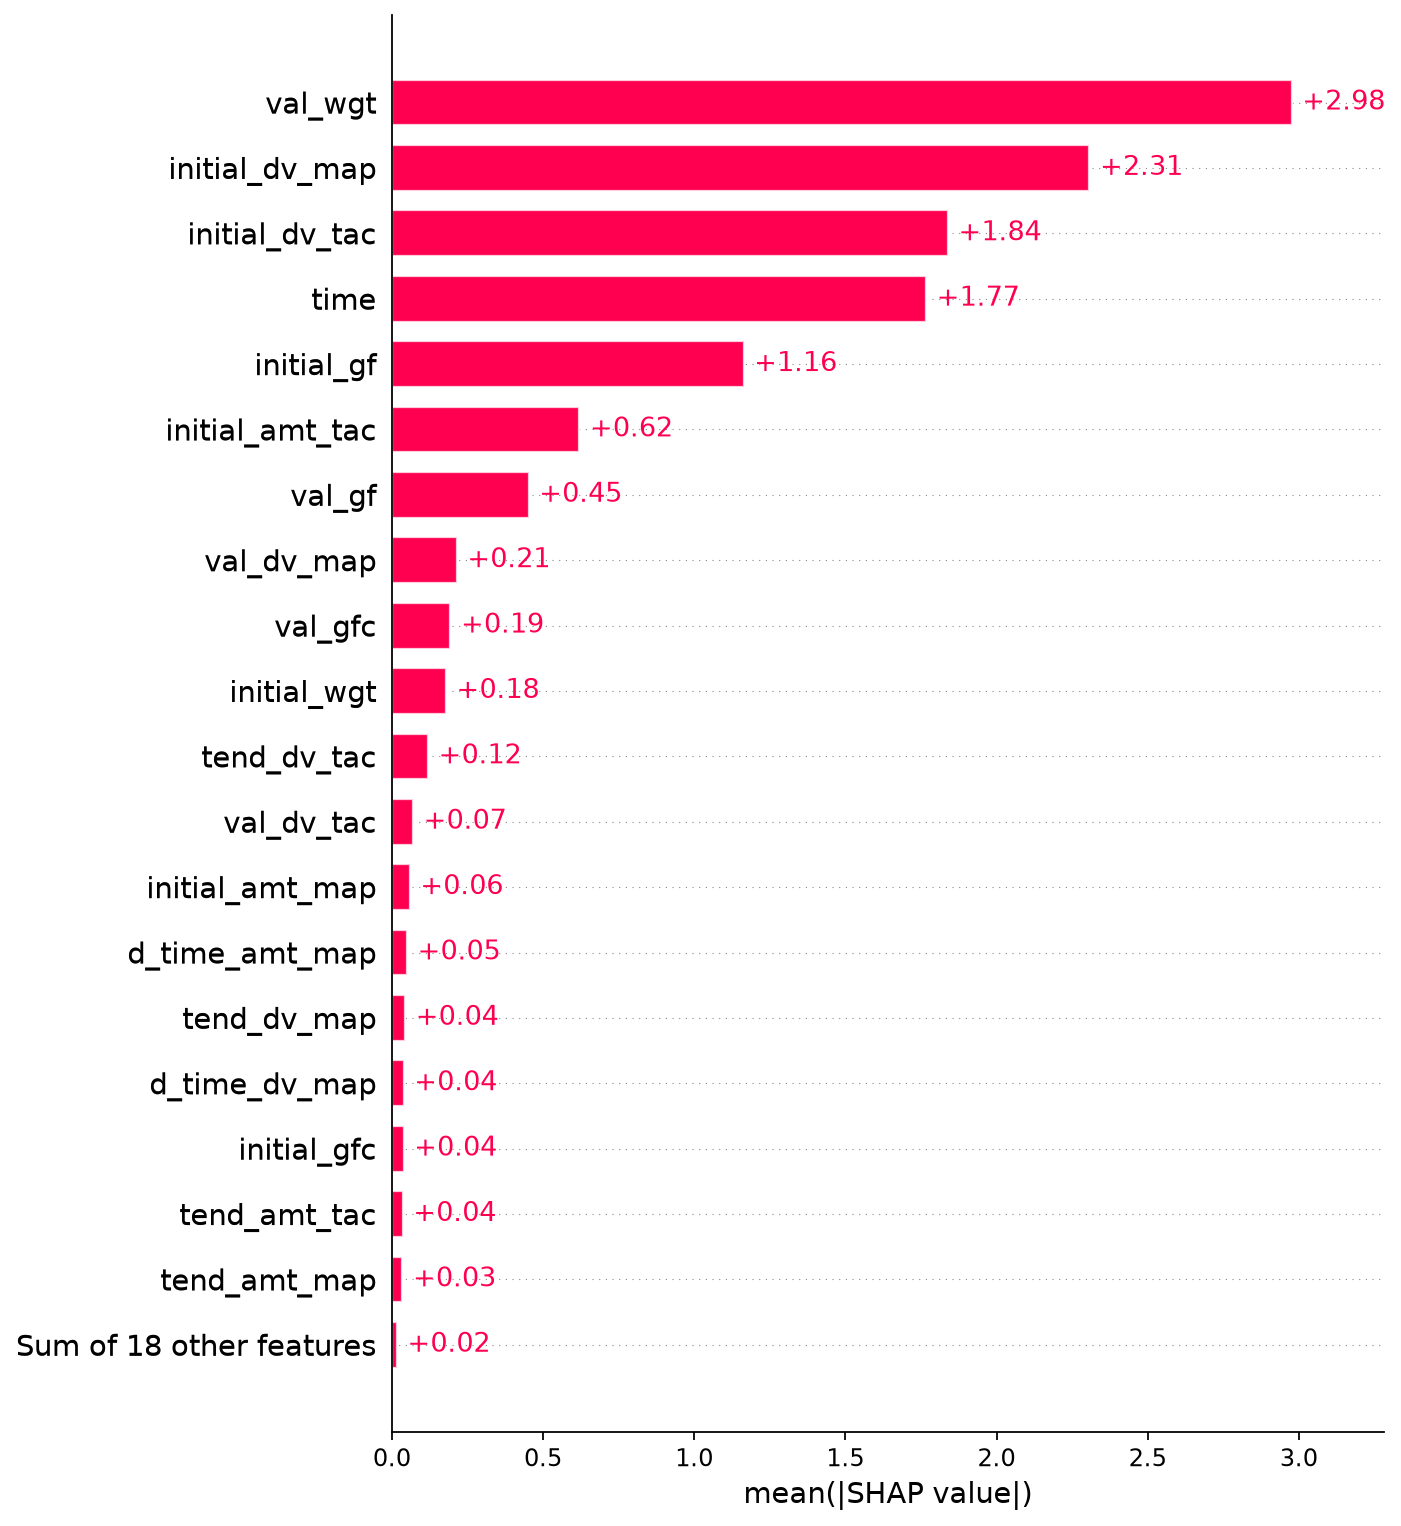 val_wgt +2.98
initial_dv_map +2.31
initial_dv_tac +1.84
time +1.77
initial_gf +1.16
initial_amt_tac +0.62
val_gf +0.45
val_dv_map +0.21
val_gfc +0.19
initial_wgt +0.18
tend_dv_tac +0.12
val_dv_tac +0.07
initial_amt_map +0.06
d_time_amt_map +0.05
tend_dv_map +0.04
d_time_dv_map +0.04
initial_gfc +0.04
tend_amt_tac +0.04
tend_amt_map +0.03
Sum of 18 other features +0.02
0.0 0.5 1.0 1.5 2.0 2.5 3.0
mean(|SHAP value|)